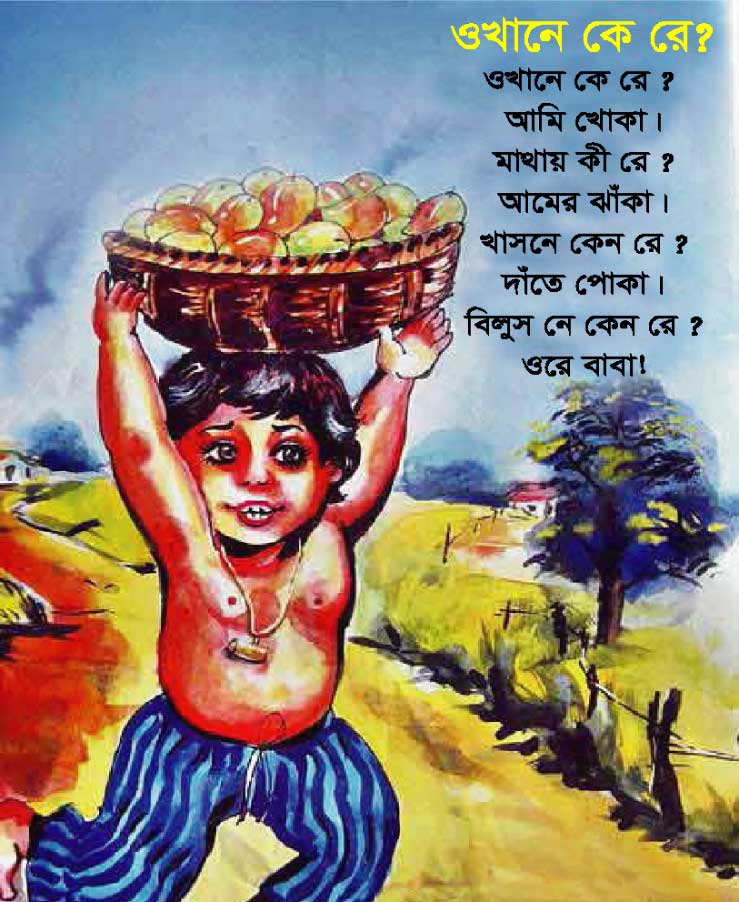 ওখানে কে রে?
ওখানে কে রে ?
আমি খোকা।
মাথায় কী রে ?
আমের ঝাঁকা।
খাসনে কেন রে ?
দাঁতে পোকা।
বিলুস নে কেন রে ?
ওরে বাবা!